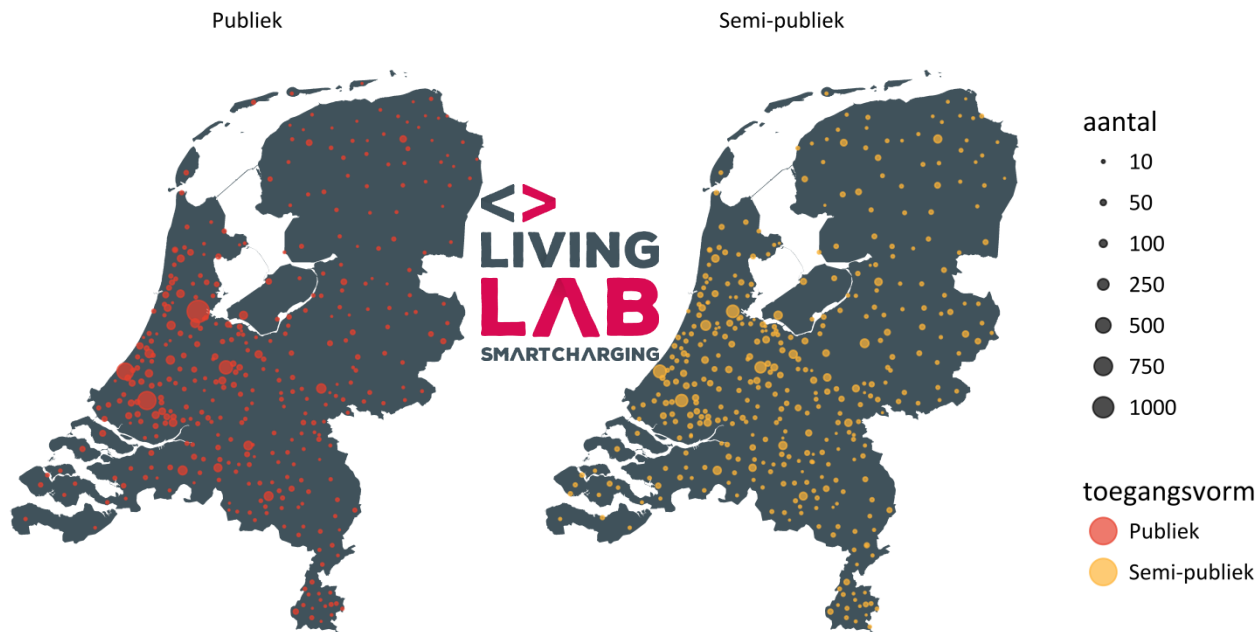 Publiek
Semi-publiek
<>
LIVING
LAB
SMARTCHARGING
aantal
10
50
100
250
500
750
1000
toegangsvorm
Publiek
Semi-publiek